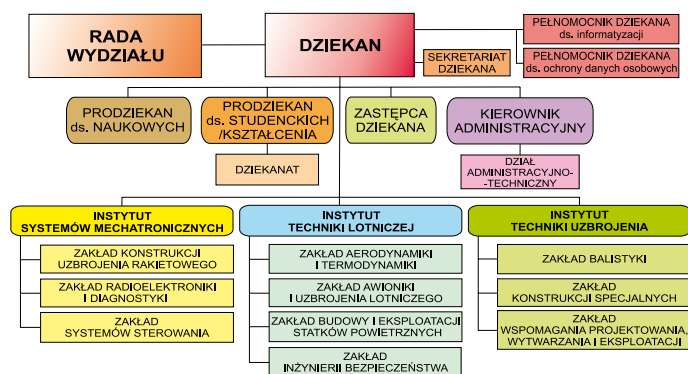 RADA
WYDZIAŁU
DZIEKAN
SEKRETARIAT
DZIEKANA
PEŁNOMOCNIK DZIEKANA
ds. informatyzacji
PEŁNOMOCNIK DZIEKANA
ds. ochrony danych osobowych
PRODZIEKAN
ds. NAUKOWYCH
PRODZIEKAN
ds. STUDENCKICH
/KSZTAŁCENIA
ZASTĘPCA
DZIEKANA
KIEROWNIK
ADMINISTRACYJNY
DZIEKANAT
DZIAŁ
ADMINISTRACYJNO-
-TECHNICZNY
INSTYTUT
SYSTEMÓW MECHATRONICZNYCH
ZAKŁAD KONSTRUKCJI
UZBROJENIA RAKIETOWEGO
ZAKŁAD RADIOELEKTRONIKI
I DIAGNOSTYKI
ZAKŁAD
SYSTEMÓW STEROWANIA
INSTYTUT
TECHNIKI LOTNICZEJ
ZAKŁAD AERODYNAMIKI
I TERMODYNAMIKI
ZAKŁAD AWIONIKI
I UZBROJENIA LOTNICZEGO
ZAKŁAD BUDOWY I EKSPLOATACJI
STATKÓW POWIETRZNYCH
ZAKŁAD
INŻYNIERII BEZPIECZEŃSTWA
INSTYTUT
TECHNIKI UZBROJENIA
ZAKŁAD BALISTYKI
ZAKŁAD
KONSTRUKCJI SPECJALNYCH
ZAKŁAD
WSPOMAGANIA PROJEKTOWANIA,
WYTWARZANIA I EKSPLOATACJI